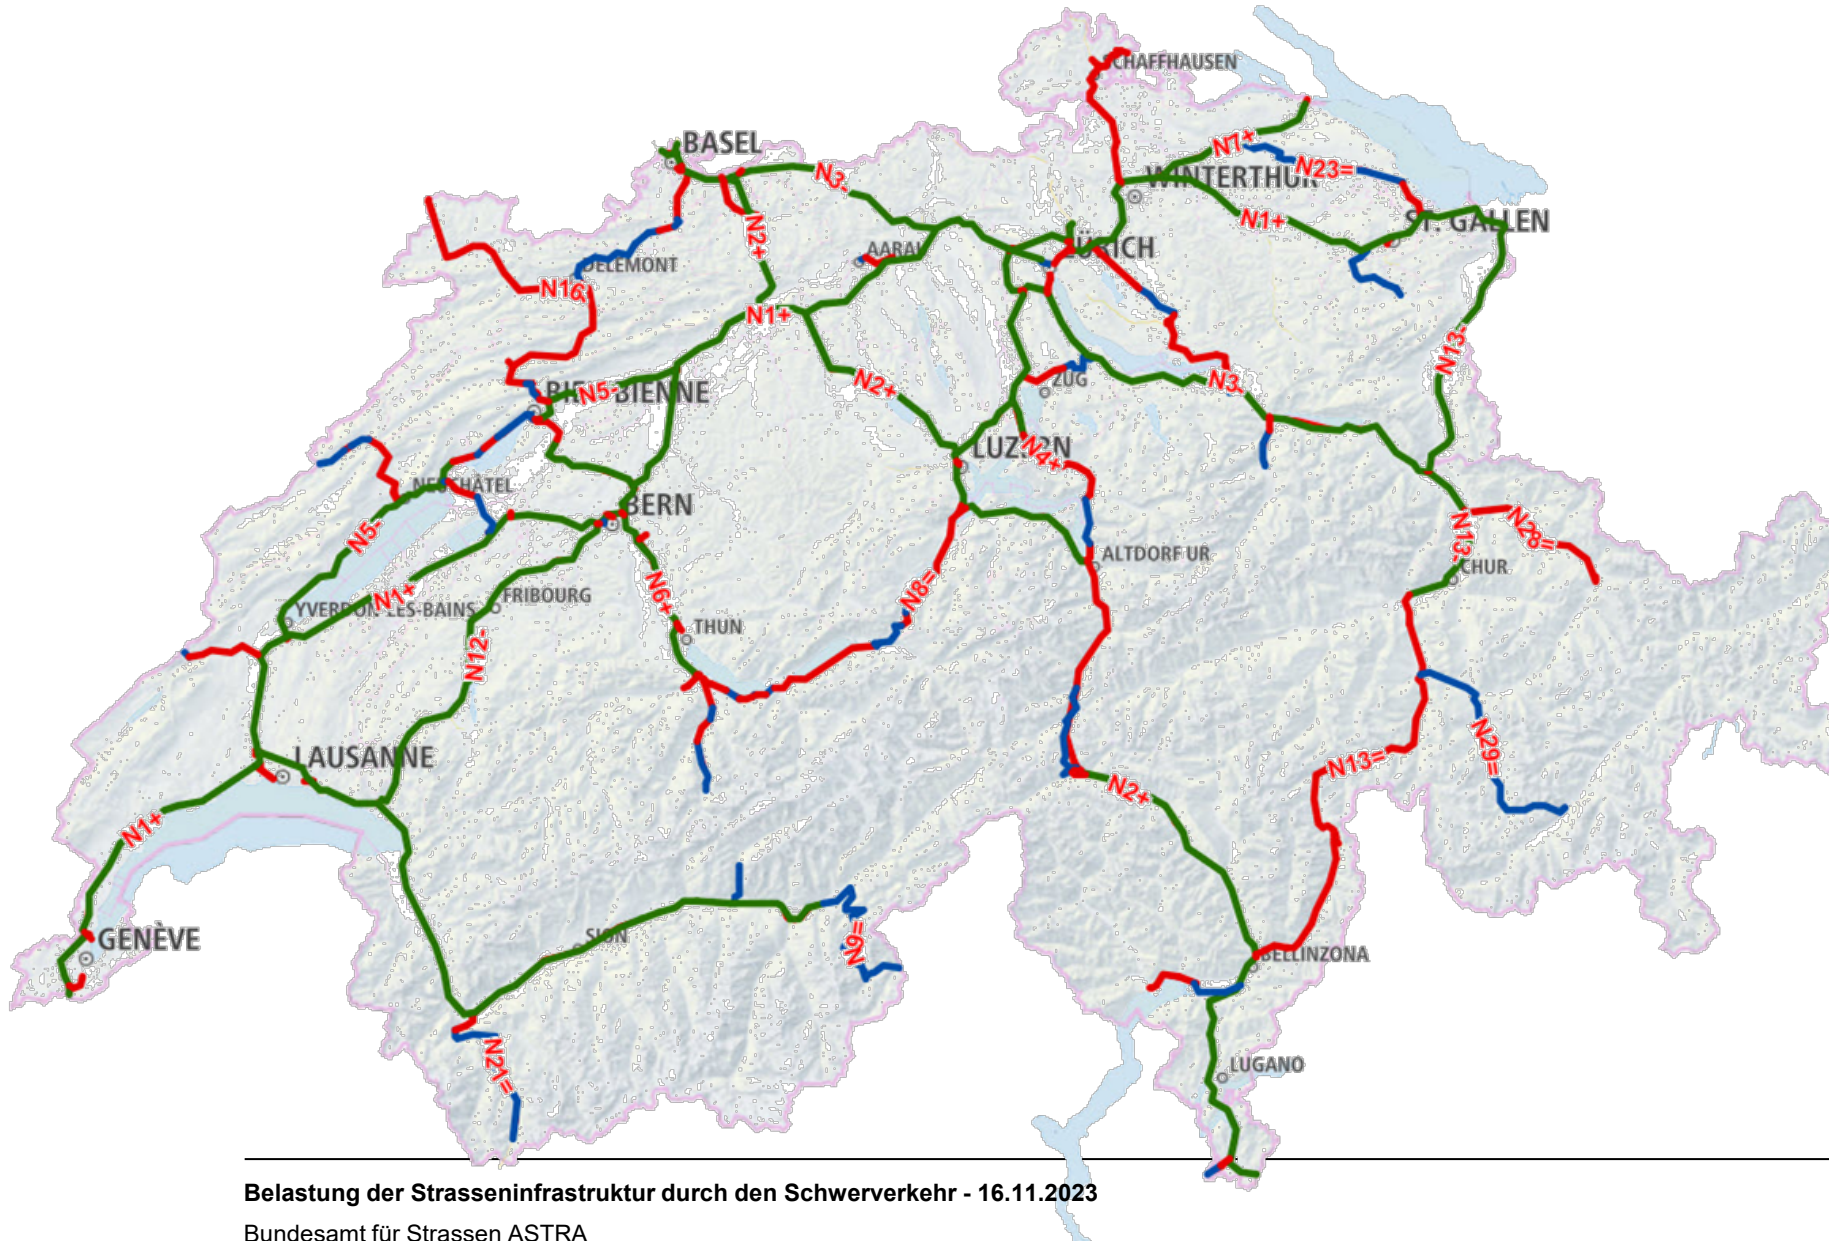 SCHAFFHAUSEN
BASEL
N7+
N23=
N3-
WINTERTHUR
N1+
ST. GALLEN
N2+
AARAU
ZÜRICH
DELEMONT
N16
N1+
N13-
N2+
ZUG
N3-
BIEL-BIENNE
N5-
LUZERN
N4+
NEUCHÂTEL
BERN
N5-
N13-
N28=
ALTDORF UR
CHUR
N6+
N8=
N1+
FRIBOURG
YVERDON-LES-BAINS
THUN
N12-
N29=
LAUSANNE
N13=
N2+
N1+
GENÈVE
SION
N9=
BELLINZONA
N21=
LUGANO
Belastung der Strasseninfrastruktur durch den Schwerverkehr - 16.11.2023
Bundesamt für Strassen ASTRA